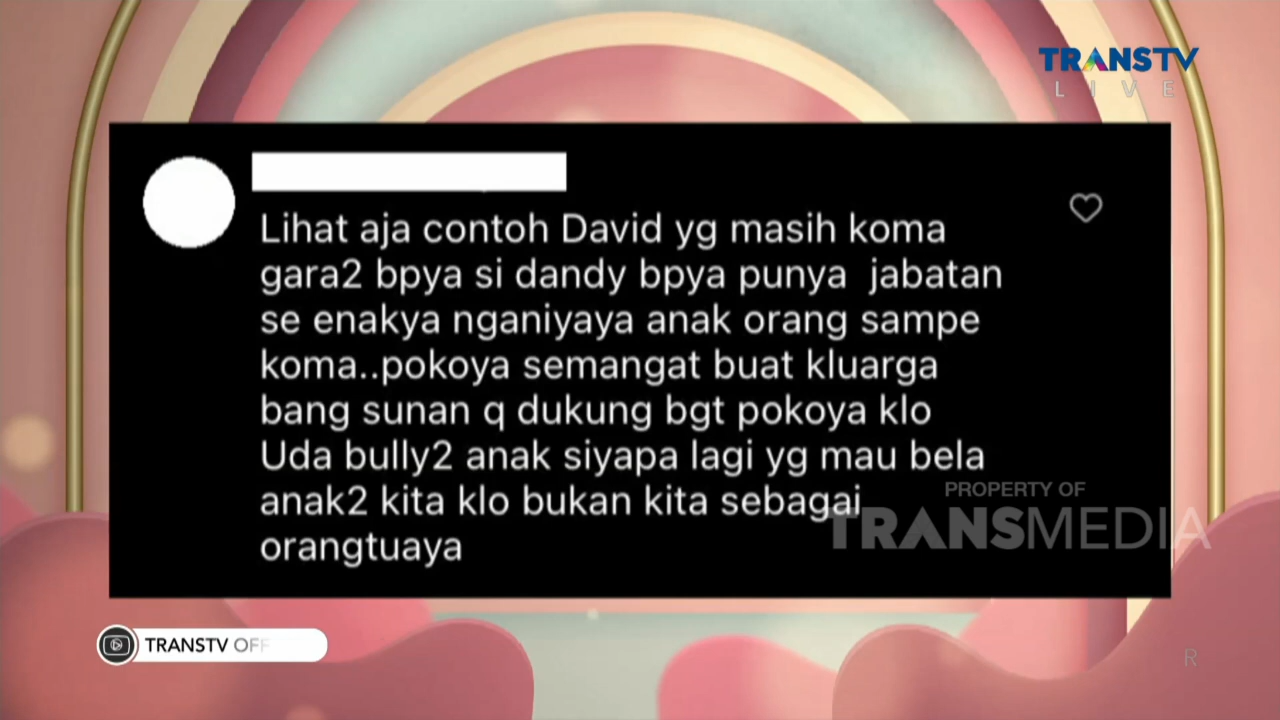 TRANSTV
LIVE
Lihat aja contoh David yg masih koma
gara2 bpya si dandy bpya punya jabatan
se enakya nganiyaya anak orang sampe
koma..pokoya semangat buat kluarga
bang sunan q dukung bgt pokoya klo
Uda bully2 anak siyapa lagi yg mau bela
anak2 kita klo bukan kita sebagai
orangtuaya
PROPERTY OF
TRANSMEDIA
TRANSTV OFF
R